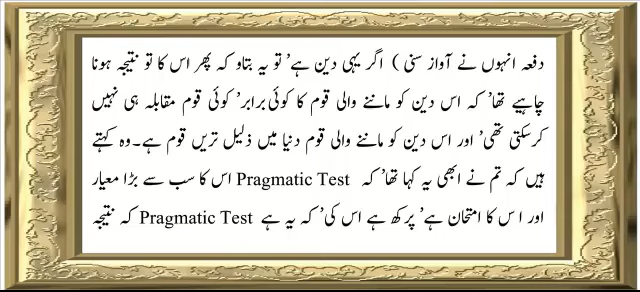 دفعہ انہوں نے آواز سنی ) اگر یہی دین ہے’ تو یہ بتاو کہ پھر اس کا تو نتیجہ ہونا
چاہیے تھا’ کہ اس دین کو ماننے والی قوم کا کوئی برابر’ کوئی قوم مقابلہ ہی نہیں
کرسکتی تھی’ اور اس دین کو ماننے والی قوم دنیا میں ذلیل تریں قوم ہے۔وہ کہتے
ہیں کہ تم نے ابھی یہ کہا تھا’ کہ Pragmatic Test اس کا سب سے بڑا معیار
اور ا س کا امتحان ہے’ پرکھ ہے اس کی’ کہ یہ ہے Pragmatic Test کہ نتیجہ